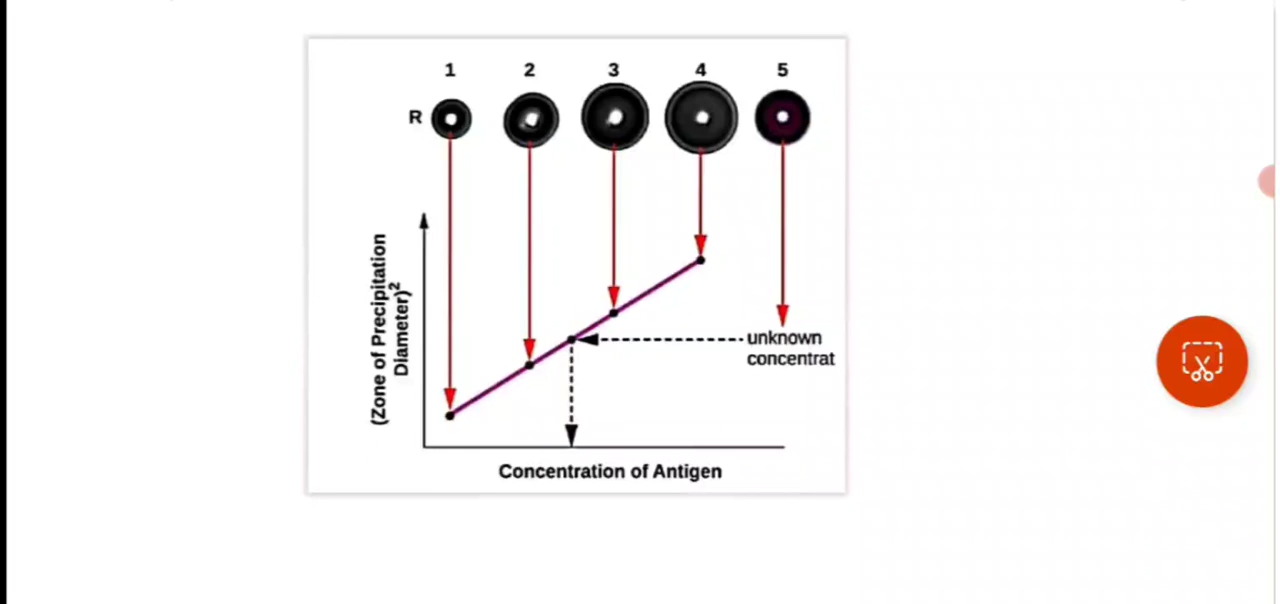 1 2 3 4 5
R
(Zone of Precipitation
Diameter)²
unknown
concentrat
Concentration of Antigen